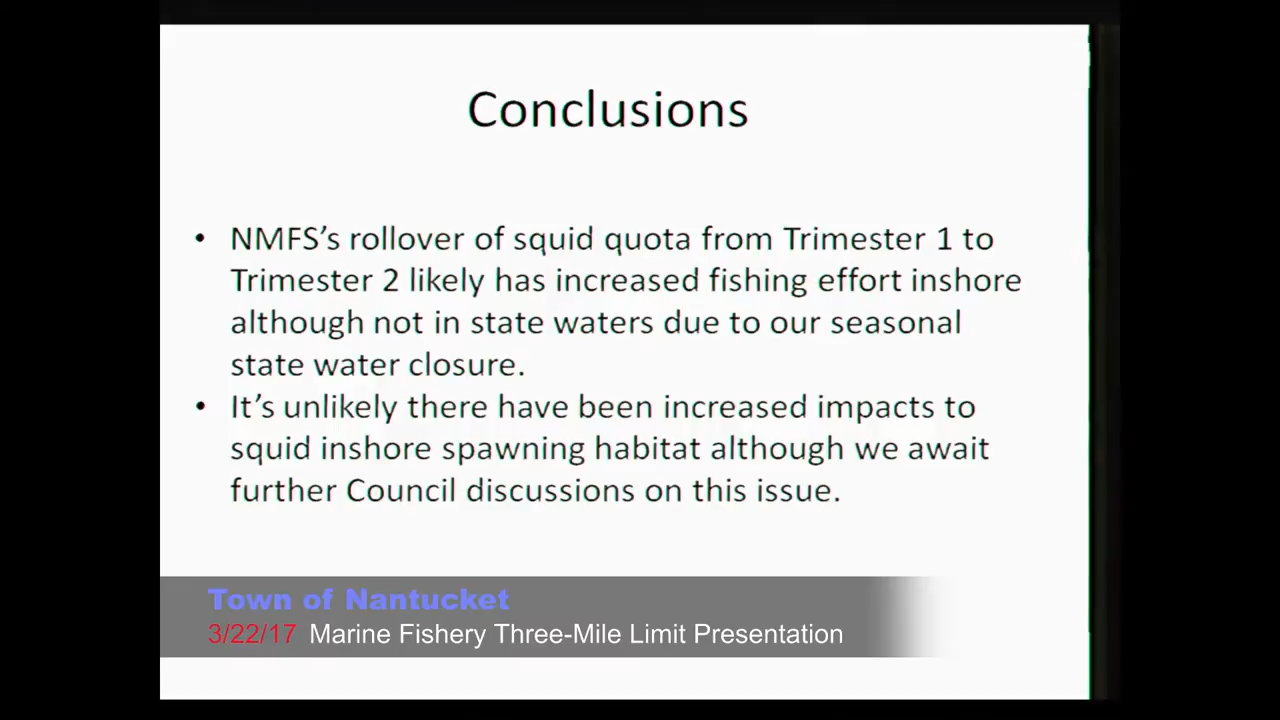 Conclusions
• NMFS’s rollover of squid quota from Trimester 1 to
Trimester 2 likely has increased fishing effort inshore
although not in state waters due to our seasonal
state water closure.
• It’s unlikely there have been increased impacts to
squid inshore spawning habitat although we await
further Council discussions on this issue.
Town of Nantucket
3/22/17 Marine Fishery Three-Mile Limit Presentation